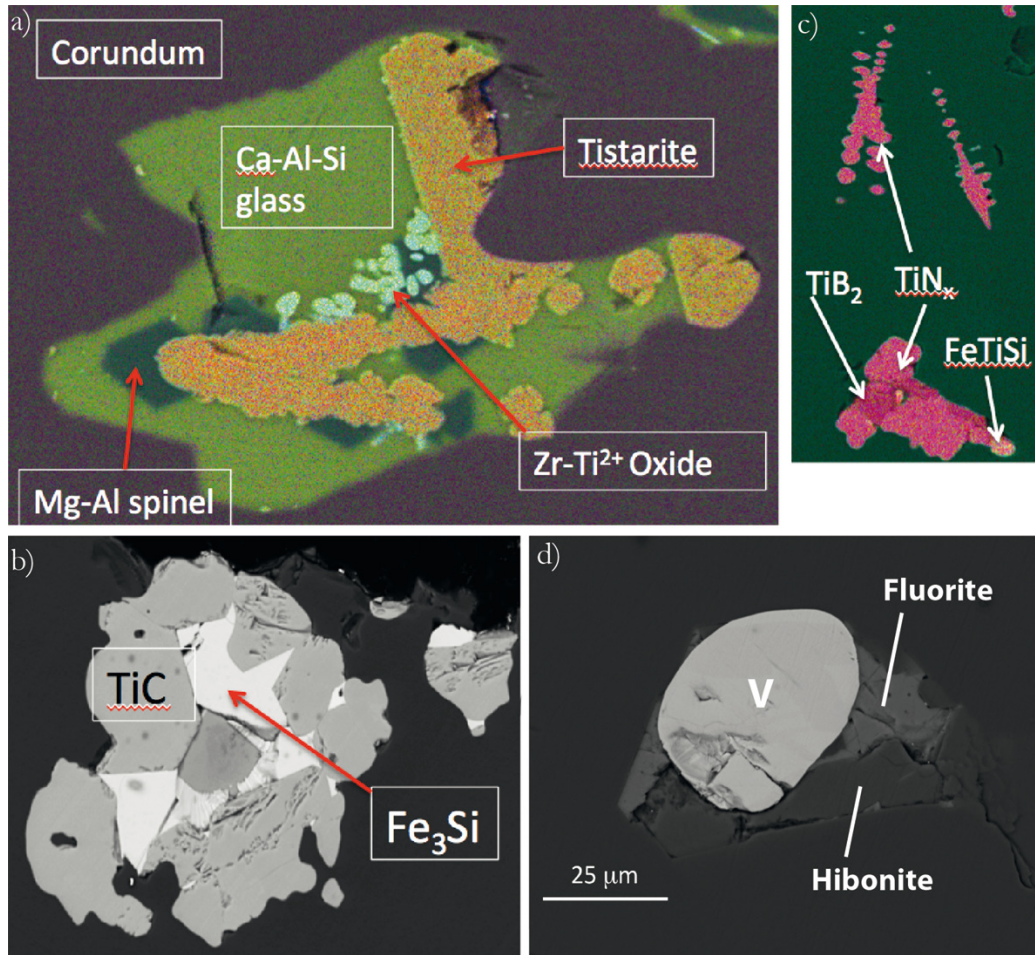 a)
Corundum
Ca-Al-Si
glass
Tistarite
Zr-Ti²⁺ Oxide
Mg-Al spinel
c)
TiB₂
TiNₓ
FeTiSi
b)
TiC
Fe₃Si
d)
Fluorite
V
Hibonite
25 μm